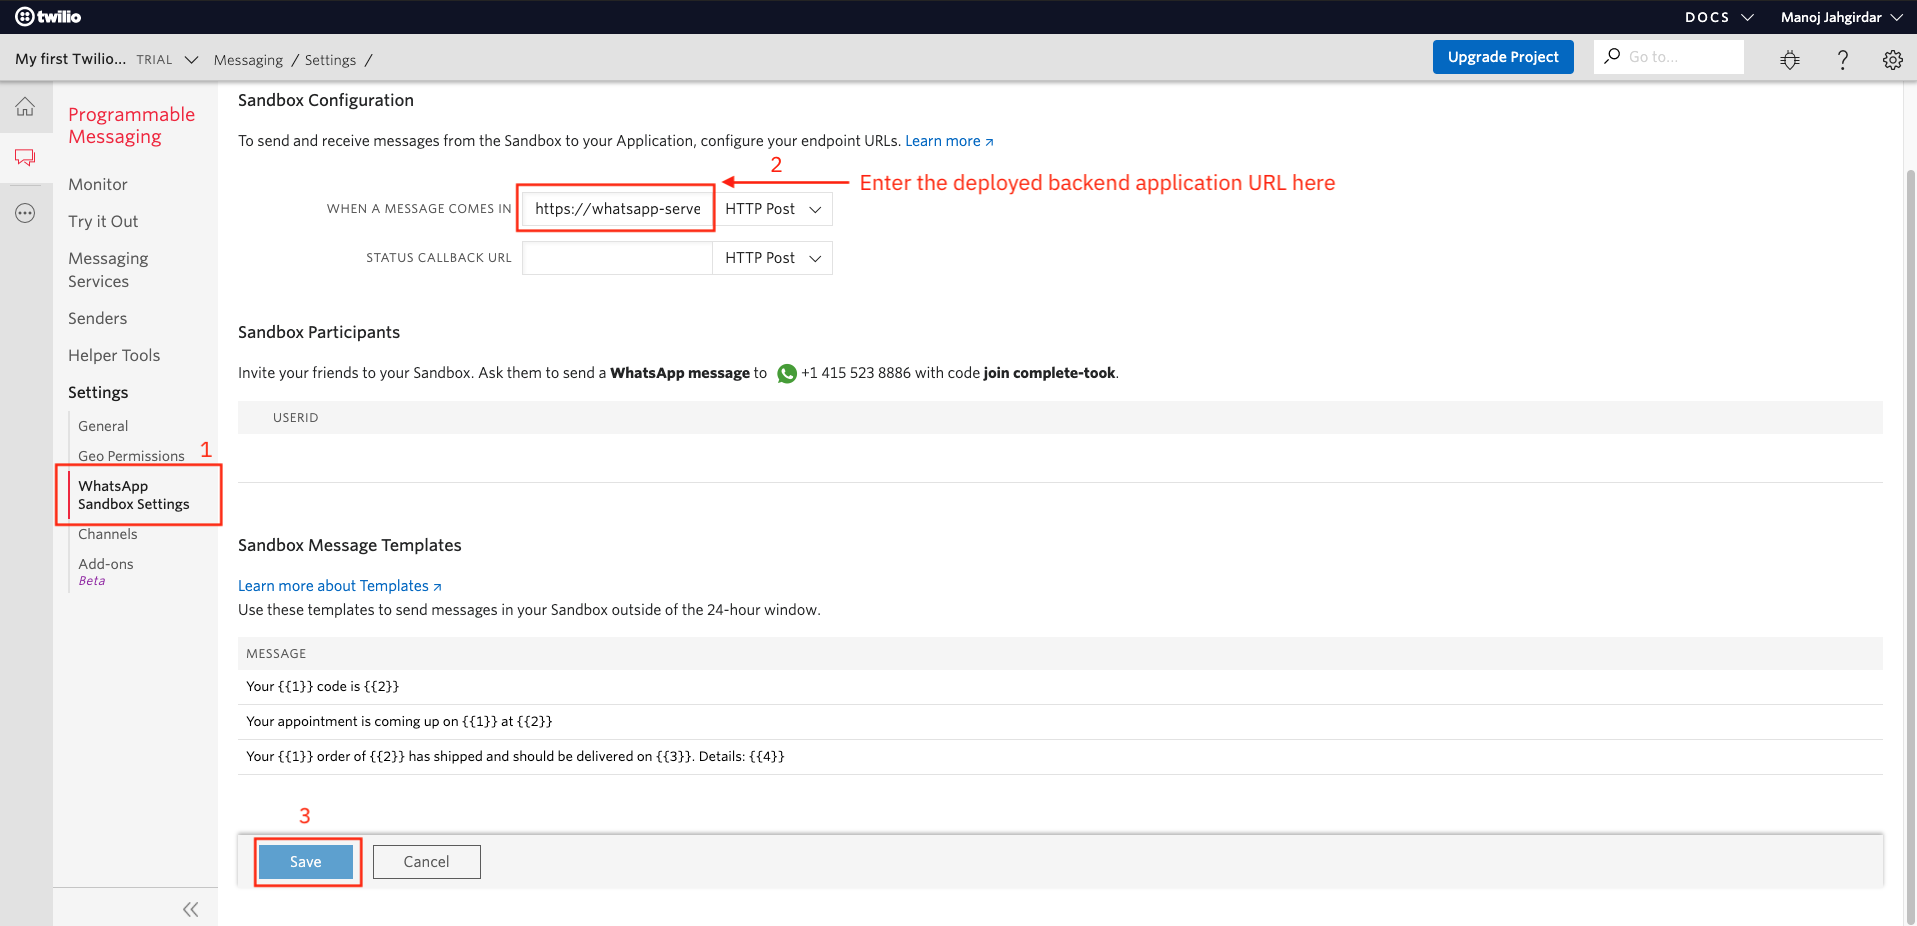 twilio
DOCS
Manoj Jahgirdar
My first Twilio... TRIAL
Messaging / Settings /
Upgrade Project
Go to...
?
Programmable
Messaging
Monitor
Try it Out
Messaging
Services
Senders
Helper Tools
Settings
General
Geo Permissions
1
WhatsApp
Sandbox Settings
Channels
Add-ons
Beta
Sandbox Configuration
To send and receive messages from the Sandbox to your Application, configure your endpoint URLs. Learn more ↗
2
Enter the deployed backend application URL here
WHEN A MESSAGE COMES IN https://whatsapp-serve HTTP Post
STATUS CALLBACK URL HTTP Post
Sandbox Participants
Invite your friends to your Sandbox. Ask them to send a WhatsApp message to +1 415 523 8886 with code join complete-took.
USERID
Sandbox Message Templates
Learn more about Templates ↗
Use these templates to send messages in your Sandbox outside of the 24-hour window.
MESSAGE
Your {{1}} code is {{2}}
Your appointment is coming up on {{1}} at {{2}}
Your {{1}} order of {{2}} has shipped and should be delivered on {{3}}. Details: {{4}}
3
Save
Cancel